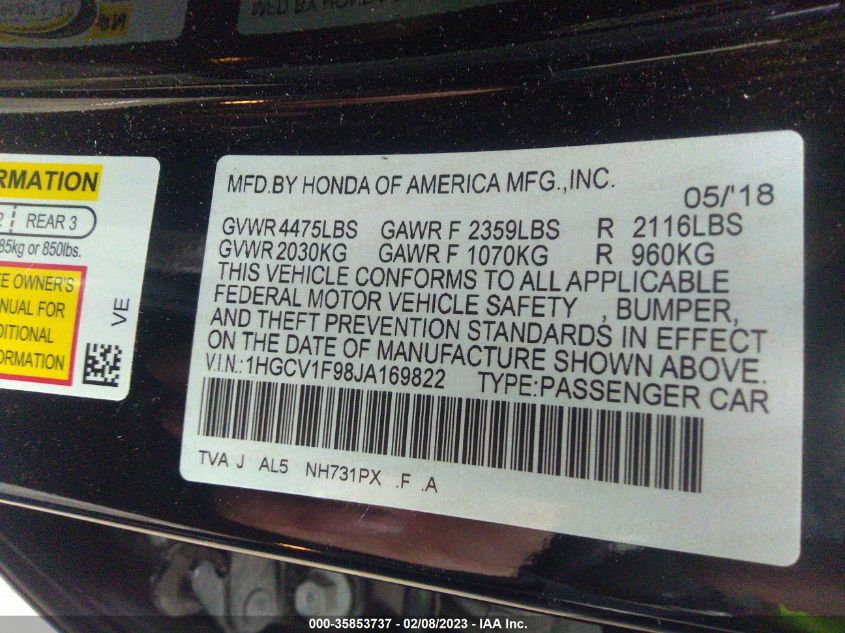 MFD.BY HONDA OF AMERICA MFG.,INC.
05/'18
GVWR 4475LBS GAWR F 2359LBS R 2116LBS
GVWR 2030KG GAWR F 1070KG R 960KG
THIS VEHICLE CONFORMS TO ALL APPLICABLE
FEDERAL MOTOR VEHICLE SAFETY , BUMPER,
AND THEFT PREVENTION STANDARDS IN EFFECT
ON THE DATE OF MANUFACTURE SHOWN ABOVE.
V.I.N.:1HGCV1F98JA169822 TYPE:PASSENGER CAR
TVA J AL5 NH731PX .F .A
RMATION
2 REAR 3
85kg or 850lbs.
E OWNER'S
ANUAL FOR
DITIONAL
FORMATION
VE
000-35853737 - 02/08/2023 - IAA Inc.